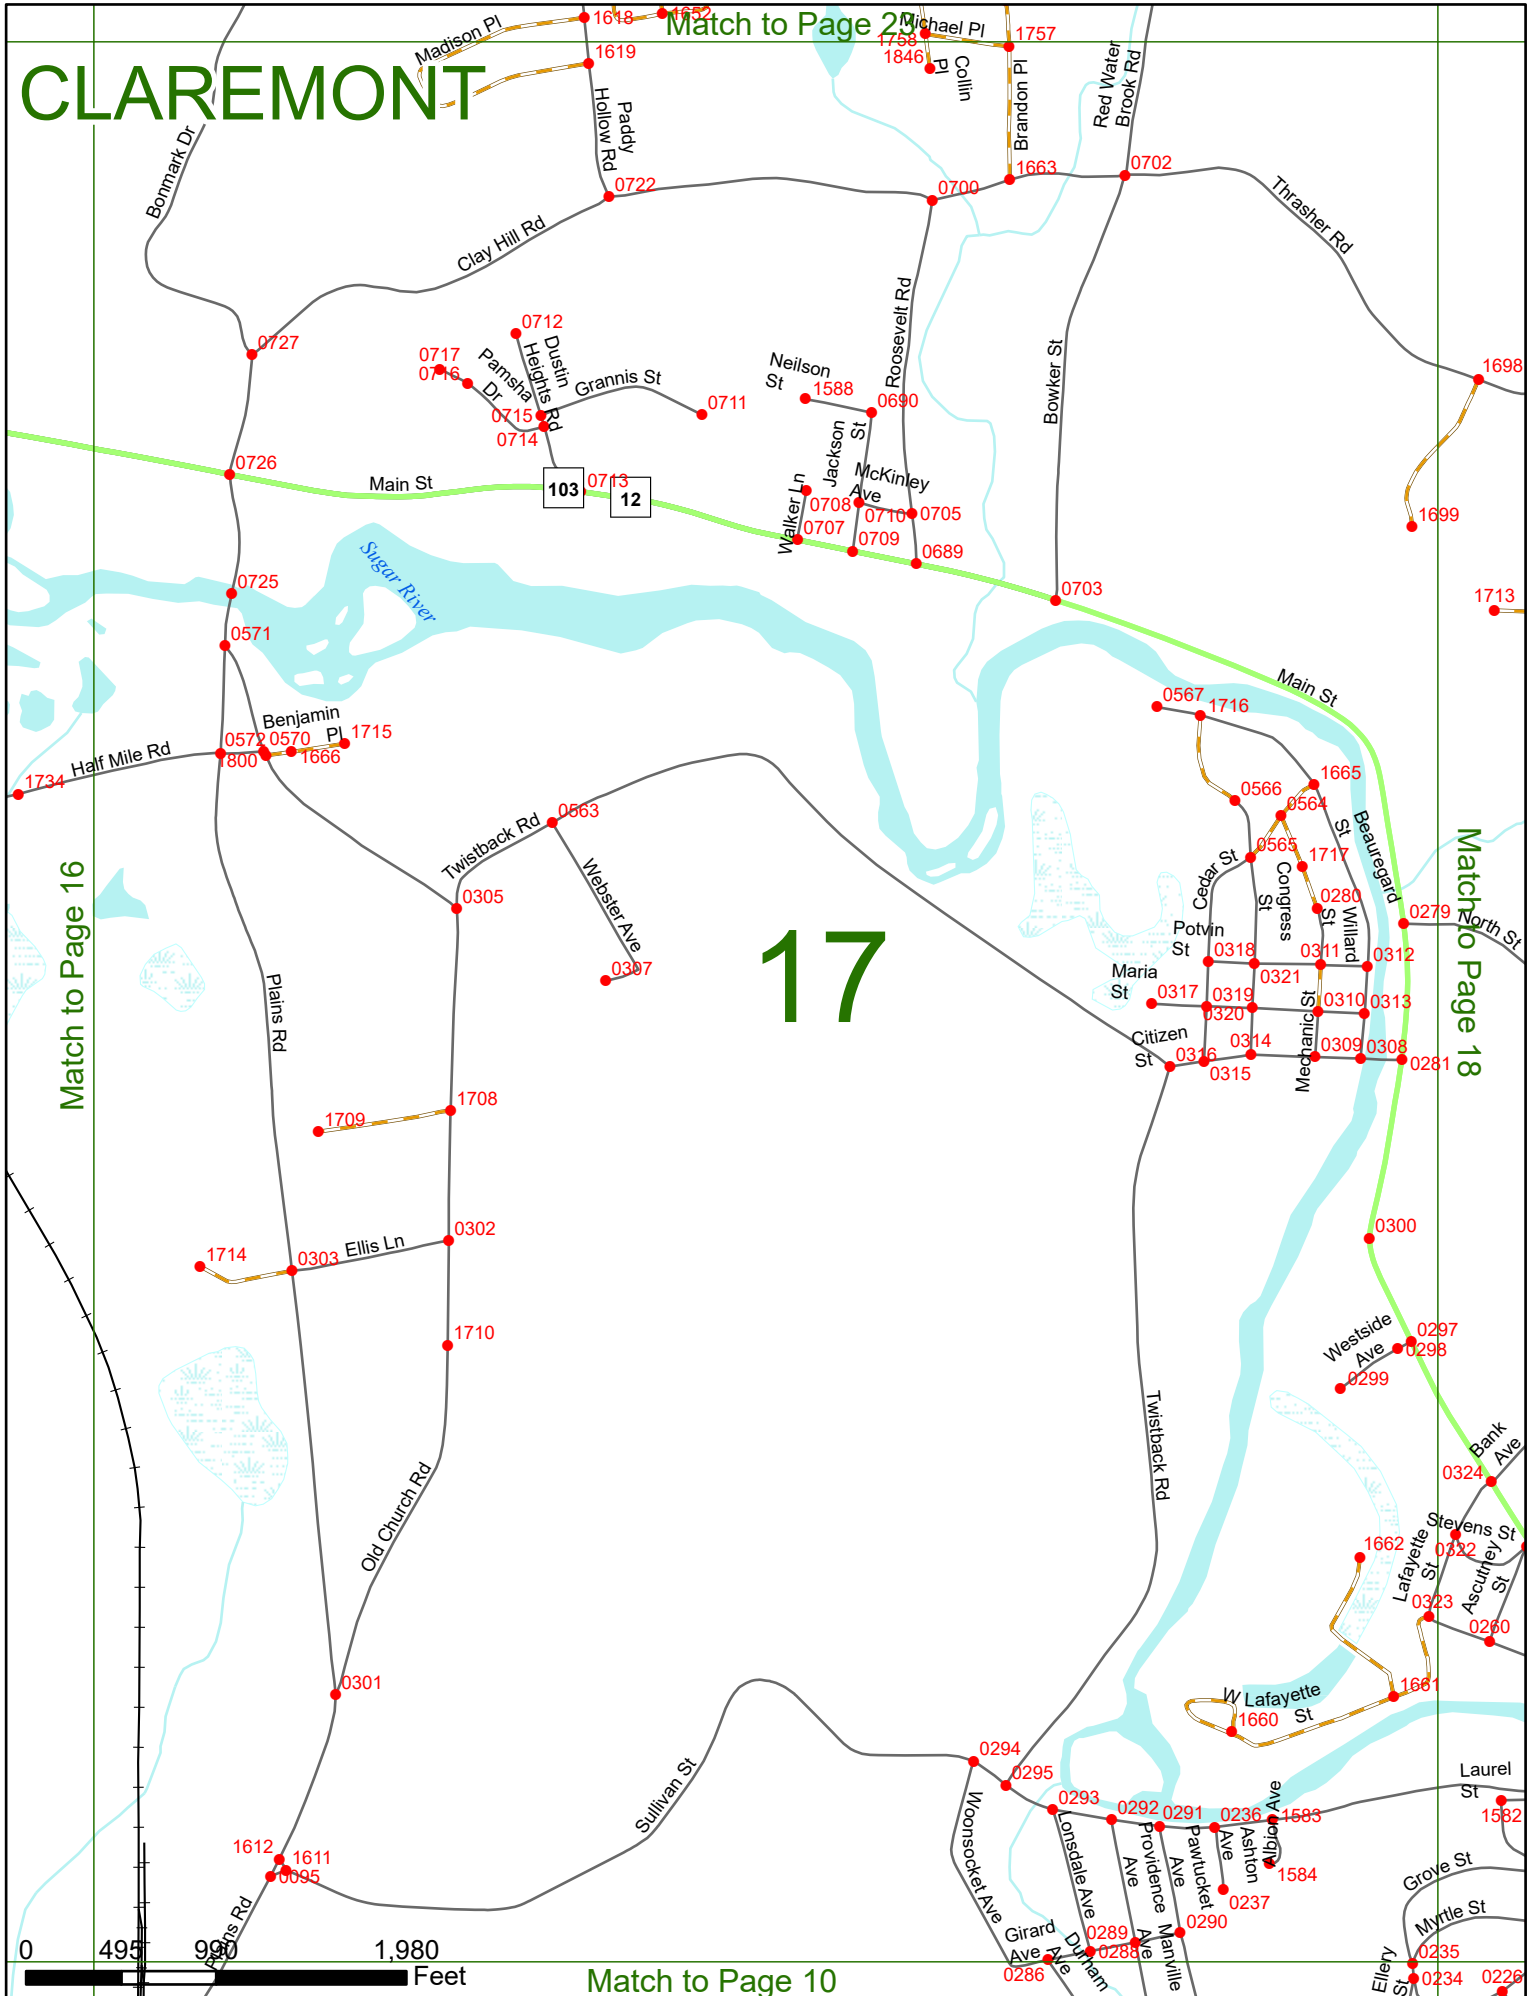 1618
1652
Match to Page 23
Michael Pl
1757
Madison Pl
1758
1846
Collin
Pl
1619
CLAREMONT
Paddy
Hollow Rd
Brandon Pl
Red Water
Brook Rd
Bonmark Dr
1663
0702
0722
0700
Thrasher Rd
Clay Hill Rd
Roosevelt Rd
0727
0712
0717
0716
Pamsha
Dr
Dustin
Heights Rd
Grannis St
0711
0715
0714
Neilson
St
1588
0690
Bowker St
1698
Jackson
St
McKinley
Ave
0726
Main St
103
0713
12
Walker Ln
0708
0710
0705
0707
0709
0689
1699
Sugar River
0725
0703
1713
0571
Main St
0567
1716
Benjamin
Pl
1715
0572
0570
1666
1800
Half Mile Rd
1734
1665
0566
0564
0563
Twistback Rd
Webster Ave
Beauregard
St
0565
1717
Cedar St
Congress
St
0280
St
Willard
0305
0279
North St
Match to Page 16
Match to Page 18
17
0307
Potvin
St
0318
0321
0311
0312
Maria
St
0317
0319
0320
0310
0313
Plains Rd
Citizen
St
0316
0315
0314
Mechanic St
0309
0308
0281
1708
1709
0302
0300
1714
0303
Ellis Ln
1710
Westside
Ave
0297
0298
0299
Twistback Rd
Bank
Ave
0324
Old Church Rd
Stevens St
0322
1662
Lafayette
St
Ascutney
St
0323
0260
0301
1661
W Lafayette
St
1660
0294
0295
Sullivan St
Laurel
St
1582
0293
0292
0291
0236
1583
Woonsocket Ave
Lonsdale Ave
Providence
Ave
Pawtucket
Ave
Ashton
Ave
Albion Ave
1584
1612
1611
0095
0237
Grove St
Myrtle St
Plains Rd
Girard
Ave
0286
Durham
Ave
0288
0289
0290
Manville
Ave
0235
0234
Ellery
St
0226
0
495
990
1,980
Feet
Match to Page 10